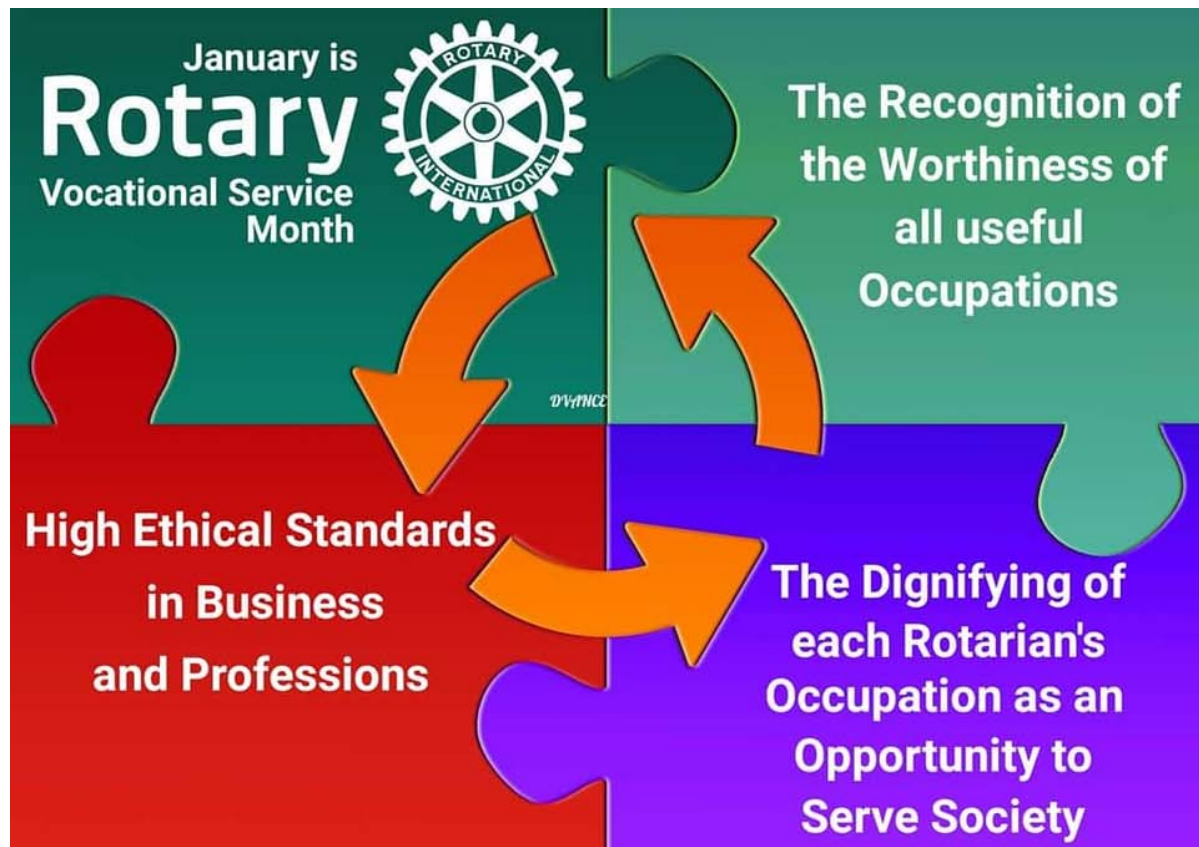 January is
Rotary
Vocational Service
Month
ROTARY
INTERNATIONAL
DVANCE
High Ethical Standards
in Business
and Professions
The Dignifying of
each Rotarian's
Occupation as an
Opportunity to
Serve Society
The Recognition of
the Worthiness of
all useful
Occupations